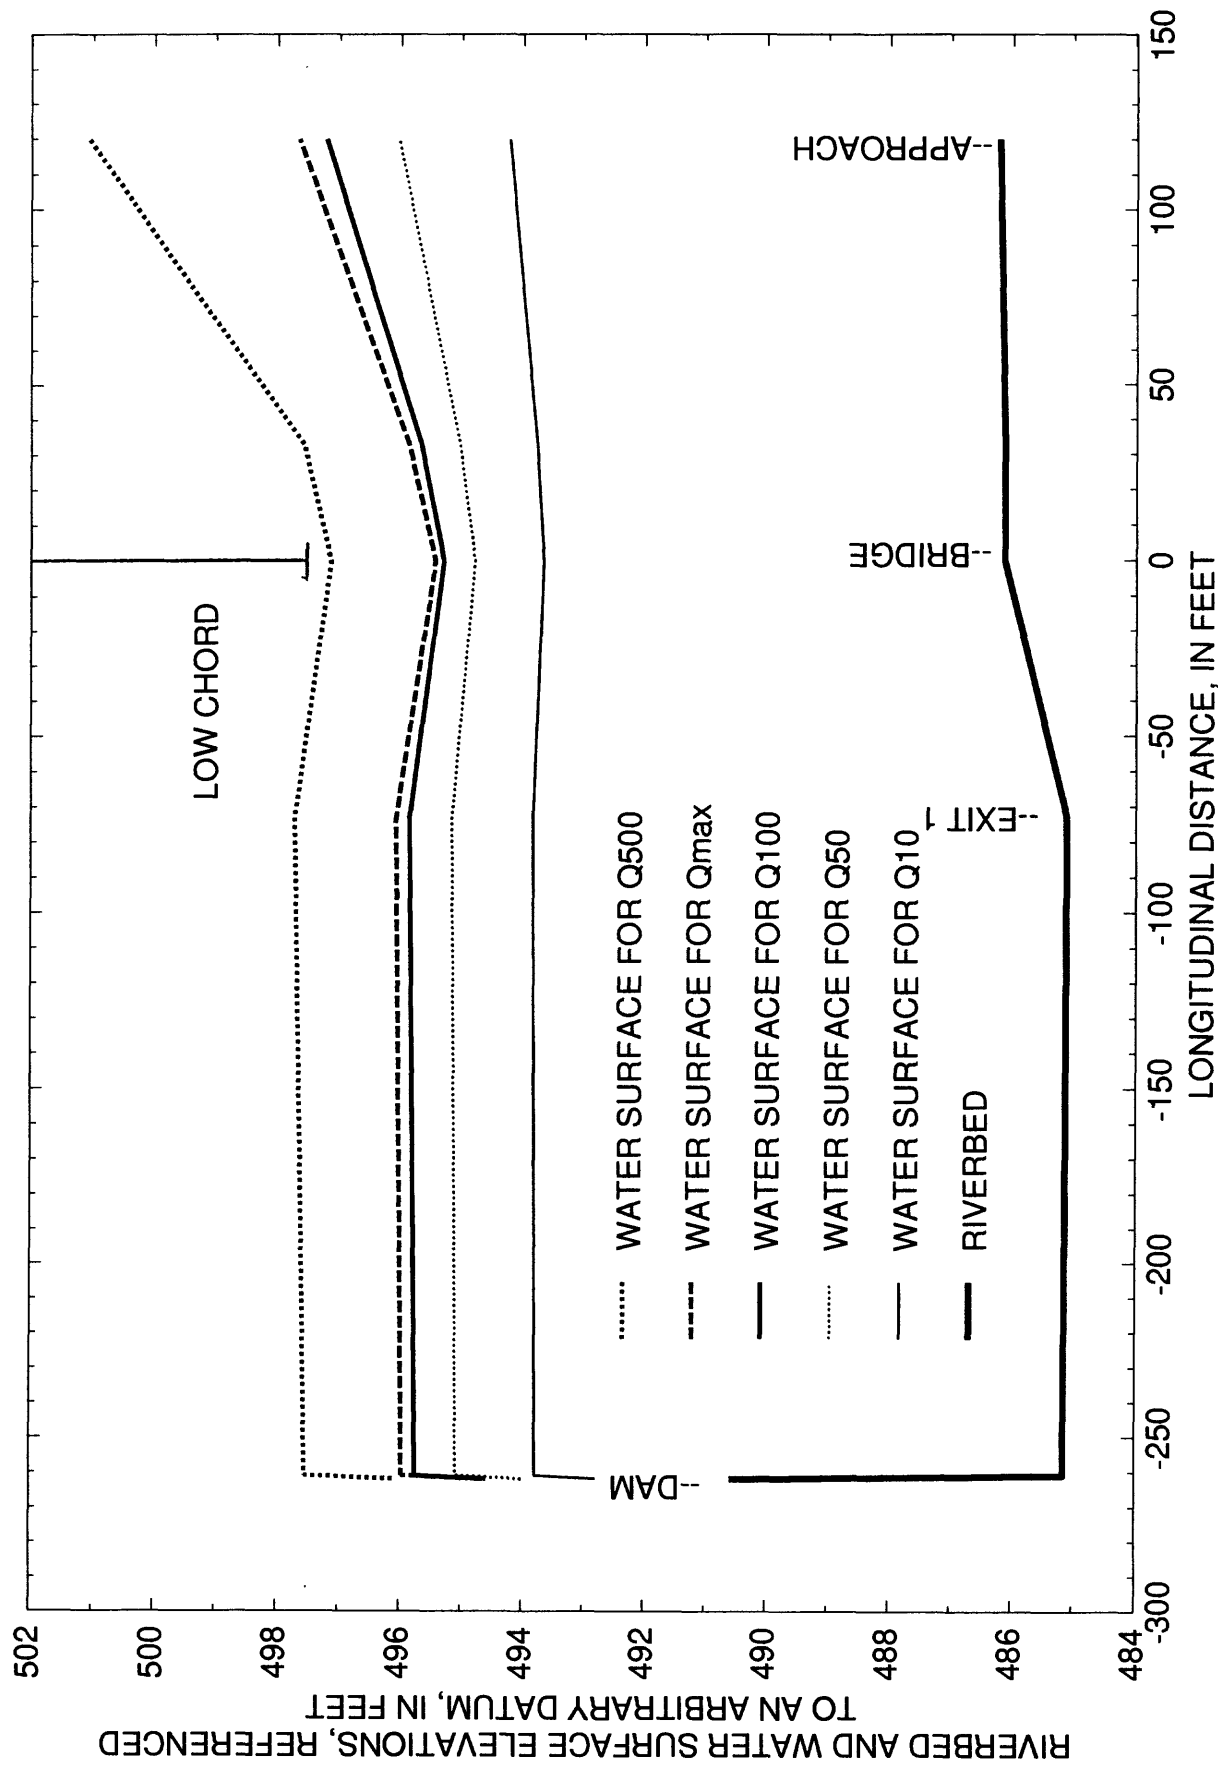 RIVERBED AND WATER SURFACE ELEVATIONS, REFERENCED
TO AN ARBITRARY DATUM, IN FEET
502
500
498
496
494
492
490
488
486
484
LOW CHORD
WATER SURFACE FOR Q500
WATER SURFACE FOR Qmax
WATER SURFACE FOR Q100
WATER SURFACE FOR Q50
WATER SURFACE FOR Q10
RIVERBED
--DAM
--EXIT 1
--BRIDGE
--APPROACH
-300
-250
-200
-150
-100
-50
0
50
100
150
LONGITUDINAL DISTANCE, IN FEET